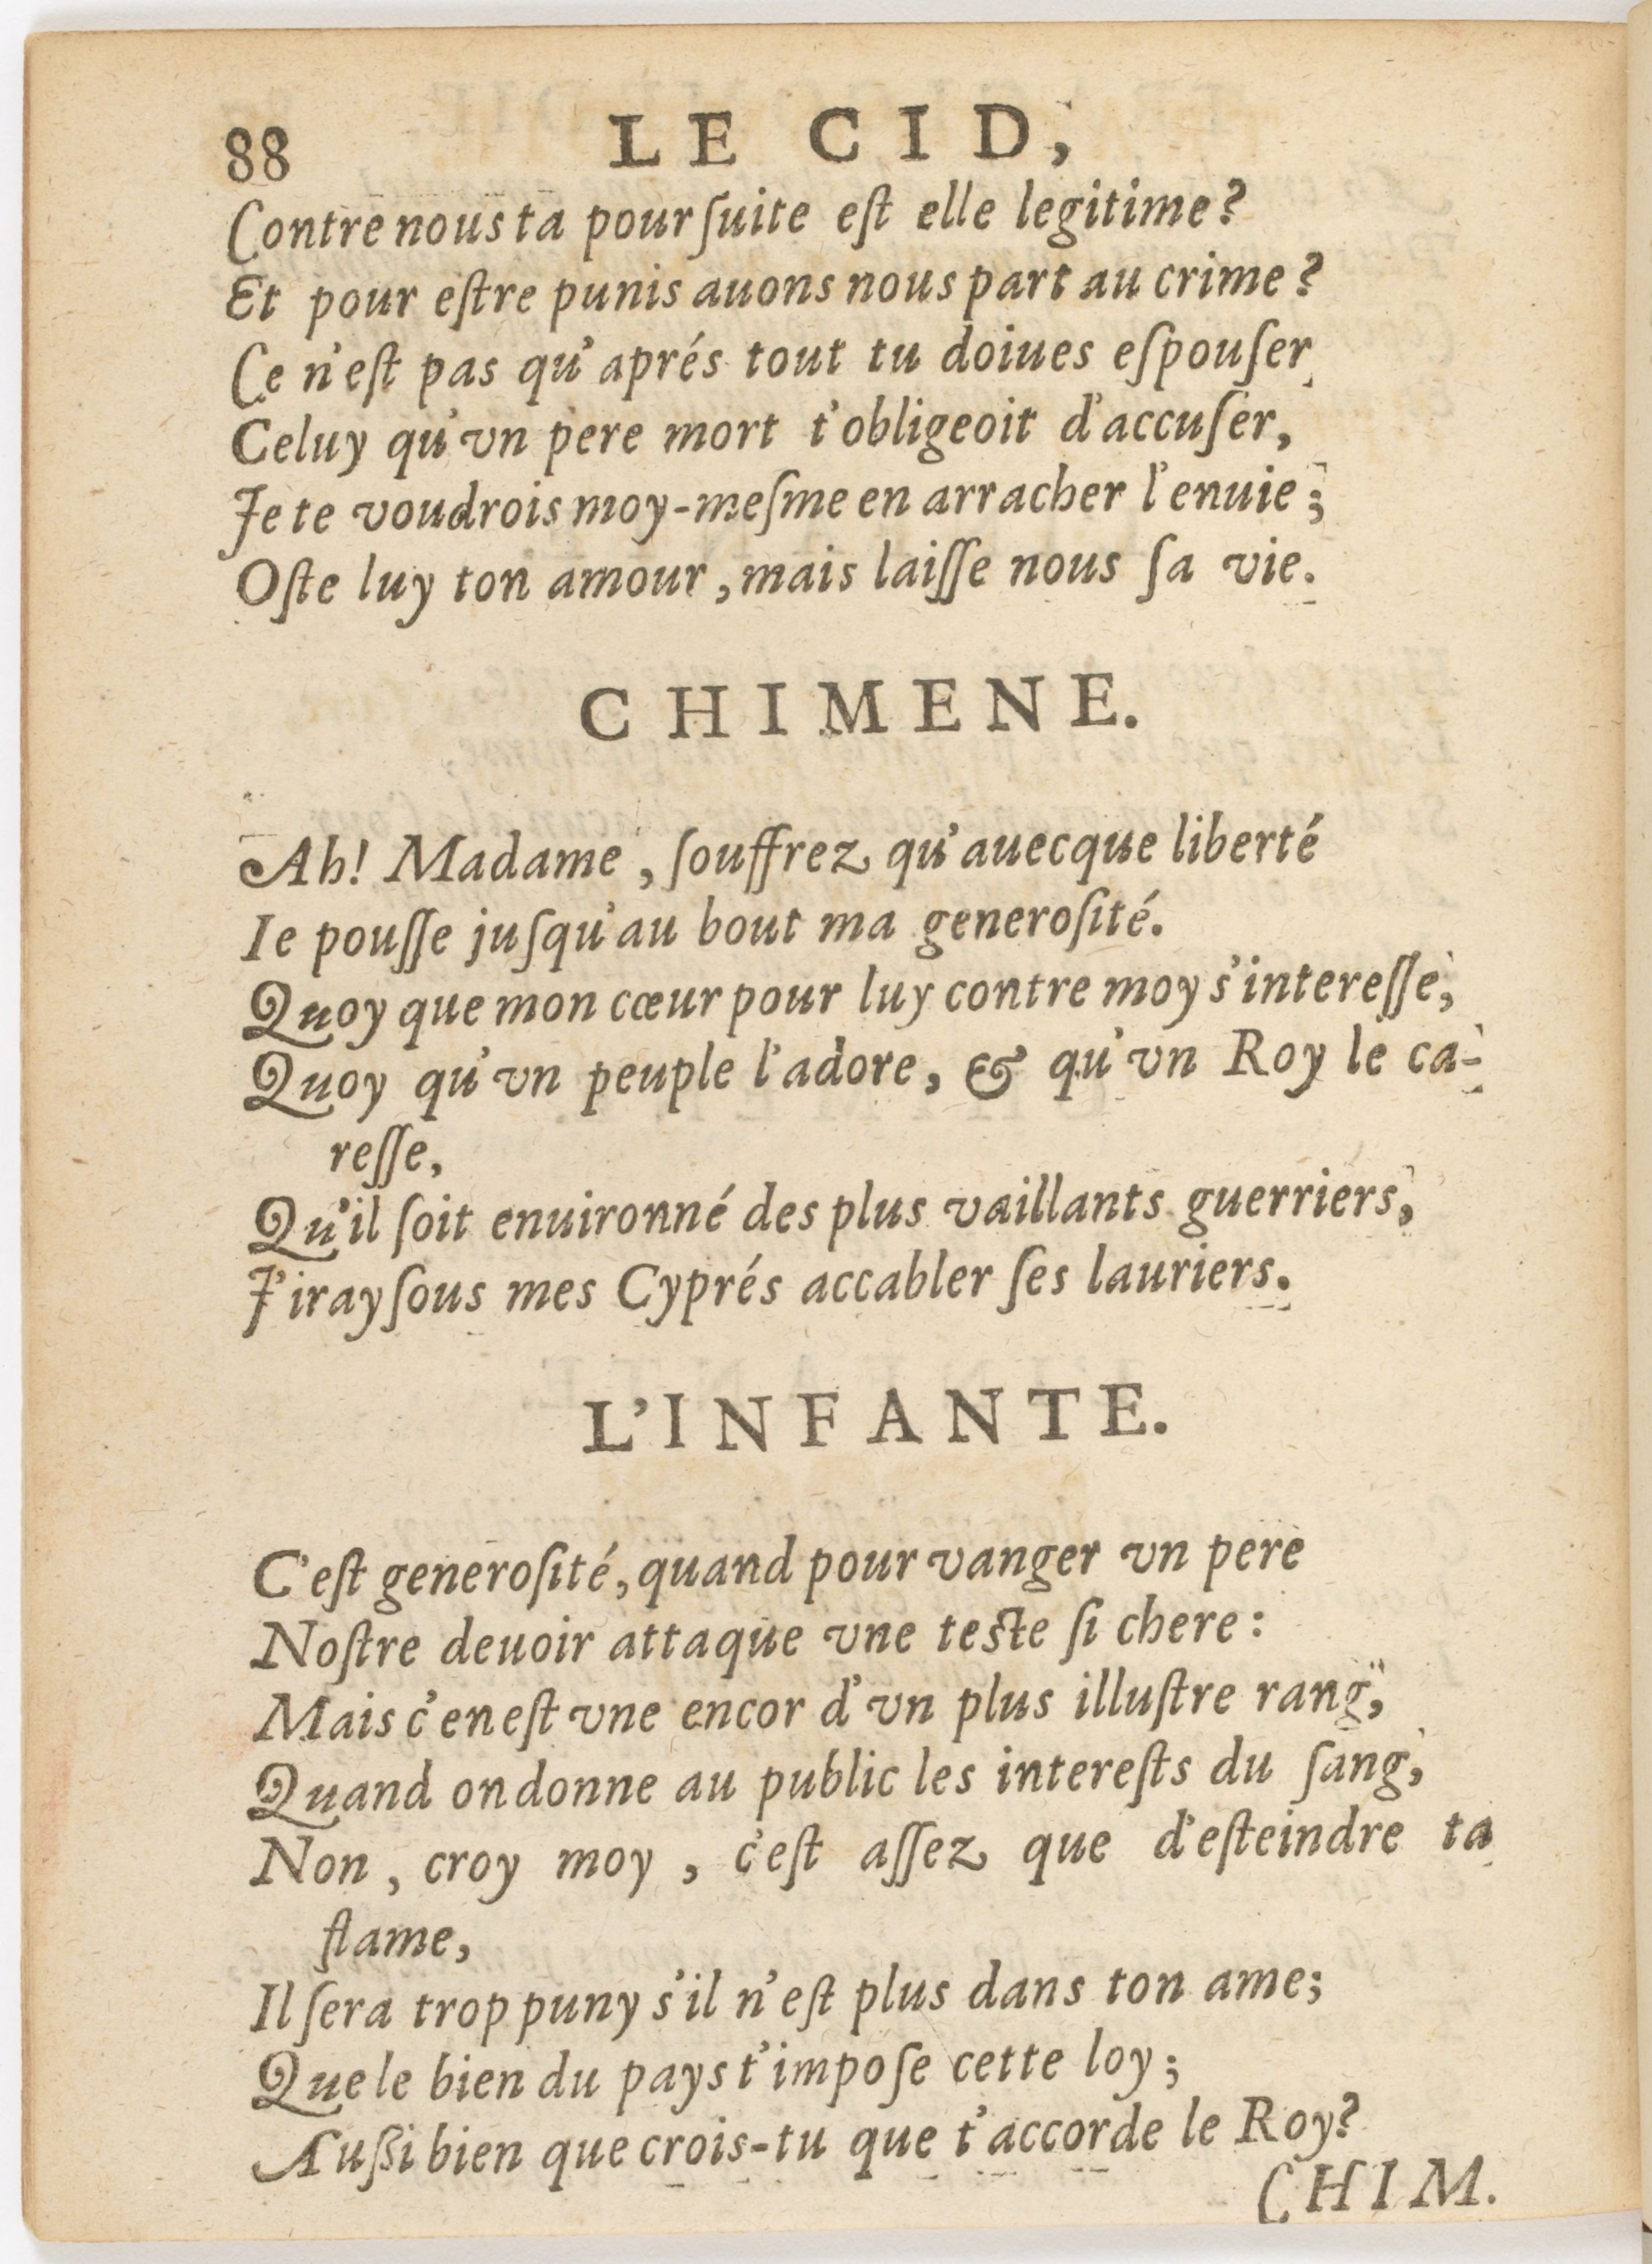 88 LE CID,
Contre nous ta pourſuite eſt elle legitime?
Et pour eſtre punis auons nous part au crime?
Ce n'eſt pas qu'aprés tout tu doiues eſpouſer
Celuy qu'vn pere mort t'obligeoit d'accuſer,
Je te voudrois moy-meſme en arracher l'enuie;
Oſte luy ton amour, mais laiſſe nous ſa vie.
CHIMENE.
Ah! Madame, ſouffrez qu'auecque liberté
Ie pouſſe juſqu'au bout ma generoſité.
Quoy que mon cœur pour luy contre moy s'intereſſe,
Quoy qu'vn peuple l'adore, & qu'vn Roy le ca-
reſſe,
Qu'il ſoit enuironné des plus vaillants guerriers,
J'iray ſous mes Cyprés accabler ſes lauriers.
L'INFANTE.
C'eſt generoſité, quand pour vanger vn pere
Noſtre deuoir attaque vne teſte ſi chere:
Mais c'en eſt vne encor d'vn plus illuſtre rang,
Quand on donne au public les intereſts du ſang,
Non, croy moy, c'eſt aſſez que d'eſteindre ta
flame,
Il ſera trop puny s'il n'eſt plus dans ton ame;
Que le bien du pays t'impoſe cette loy;
Auſſi bien que crois-tu que t'accorde le Roy?
CHIM.